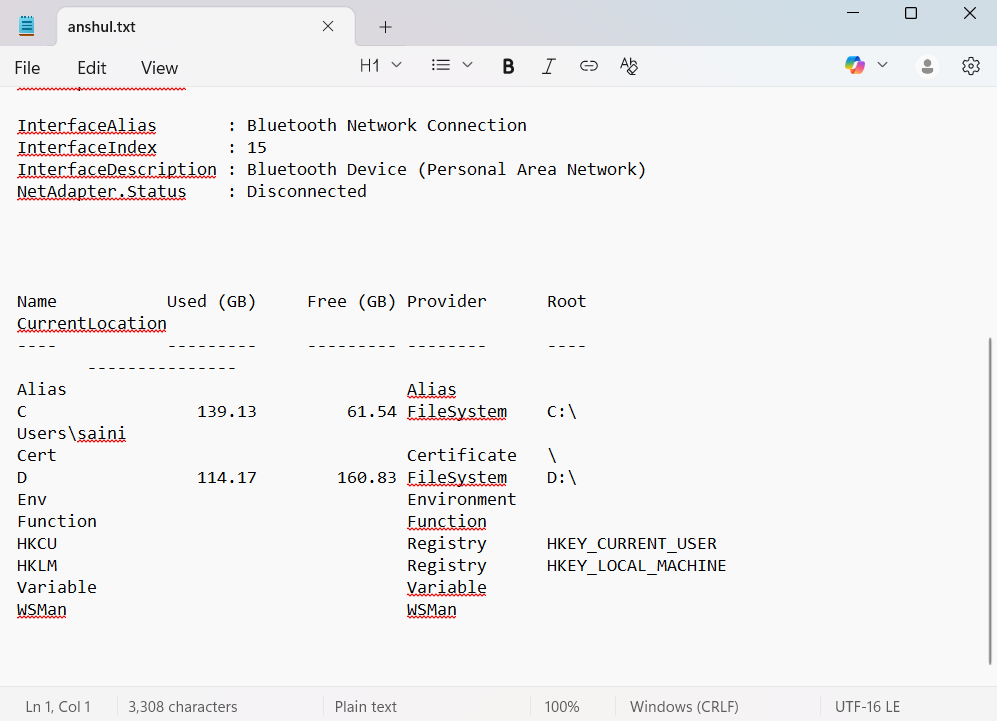 anshul.txt
File Edit View H1 B I
InterfaceAlias : Bluetooth Network Connection
InterfaceIndex : 15
InterfaceDescription : Bluetooth Device (Personal Area Network)
NetAdapter.Status : Disconnected
Name Used (GB) Free (GB) Provider Root
CurrentLocation
---- --------- --------- -------- ----
---------------
Alias Alias
C 139.13 61.54 FileSystem C:\
Users\saini
Cert Certificate \
D 114.17 160.83 FileSystem D:\
Env Environment
Function Function
HKCU Registry HKEY_CURRENT_USER
HKLM Registry HKEY_LOCAL_MACHINE
Variable Variable
WSMan WSMan
Ln 1, Col 1 3,308 characters Plain text 100% Windows (CRLF) UTF-16 LE